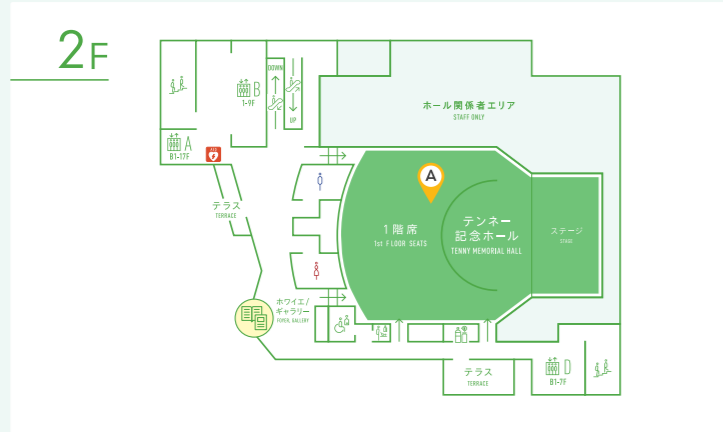 2F
DOWN
UP
B
1-9F
A
B1-17F
ホール関係者エリア
STAFF ONLY
テラス
TERRACE
A
1階席
1st FLOOR SEATS
テンネー
記念ホール
TENNY MEMORIAL HALL
ステージ
STAGE
ホワイエ/
ギャラリー
FOYER, GALLERY
テラス
TERRACE
D
B1-7F